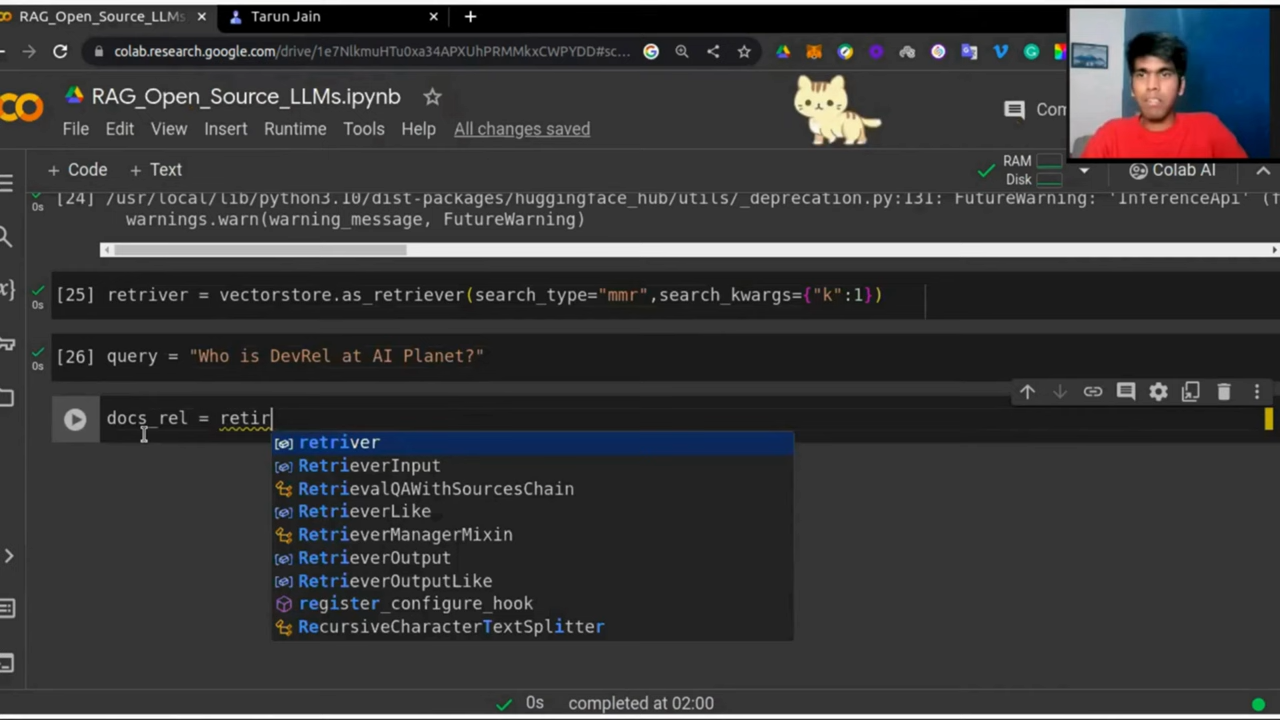 RAG_Open_Source_LLMs
Tarun Jain
colab.research.google.com/drive/1e7NlkmuHTu0xa34APXUhPRMMkxCWPYDD#sc...
RAG_Open_Source_LLMs.ipynb
File Edit View Insert Runtime Tools Help All changes saved
+ Code + Text
RAM
Disk
Colab AI
[24] /usr/local/lib/python3.10/dist-packages/huggingface_hub/utils/_deprecation.py:131: FutureWarning: 'InferenceApi' (f
0s
warnings.warn(warning_message, FutureWarning)
[25] retriver = vectorstore.as_retriever(search_type="mmr",search_kwargs={"k":1})
0s
[26] query = "Who is DevRel at AI Planet?"
0s
docs_rel = retir
retriver
RetrieverInput
RetrievalQAWithSourcesChain
RetrieverLike
RetrieverManagerMixin
RetrieverOutput
RetrieverOutputLike
register_configure_hook
RecursiveCharacterTextSplitter
0s completed at 02:00